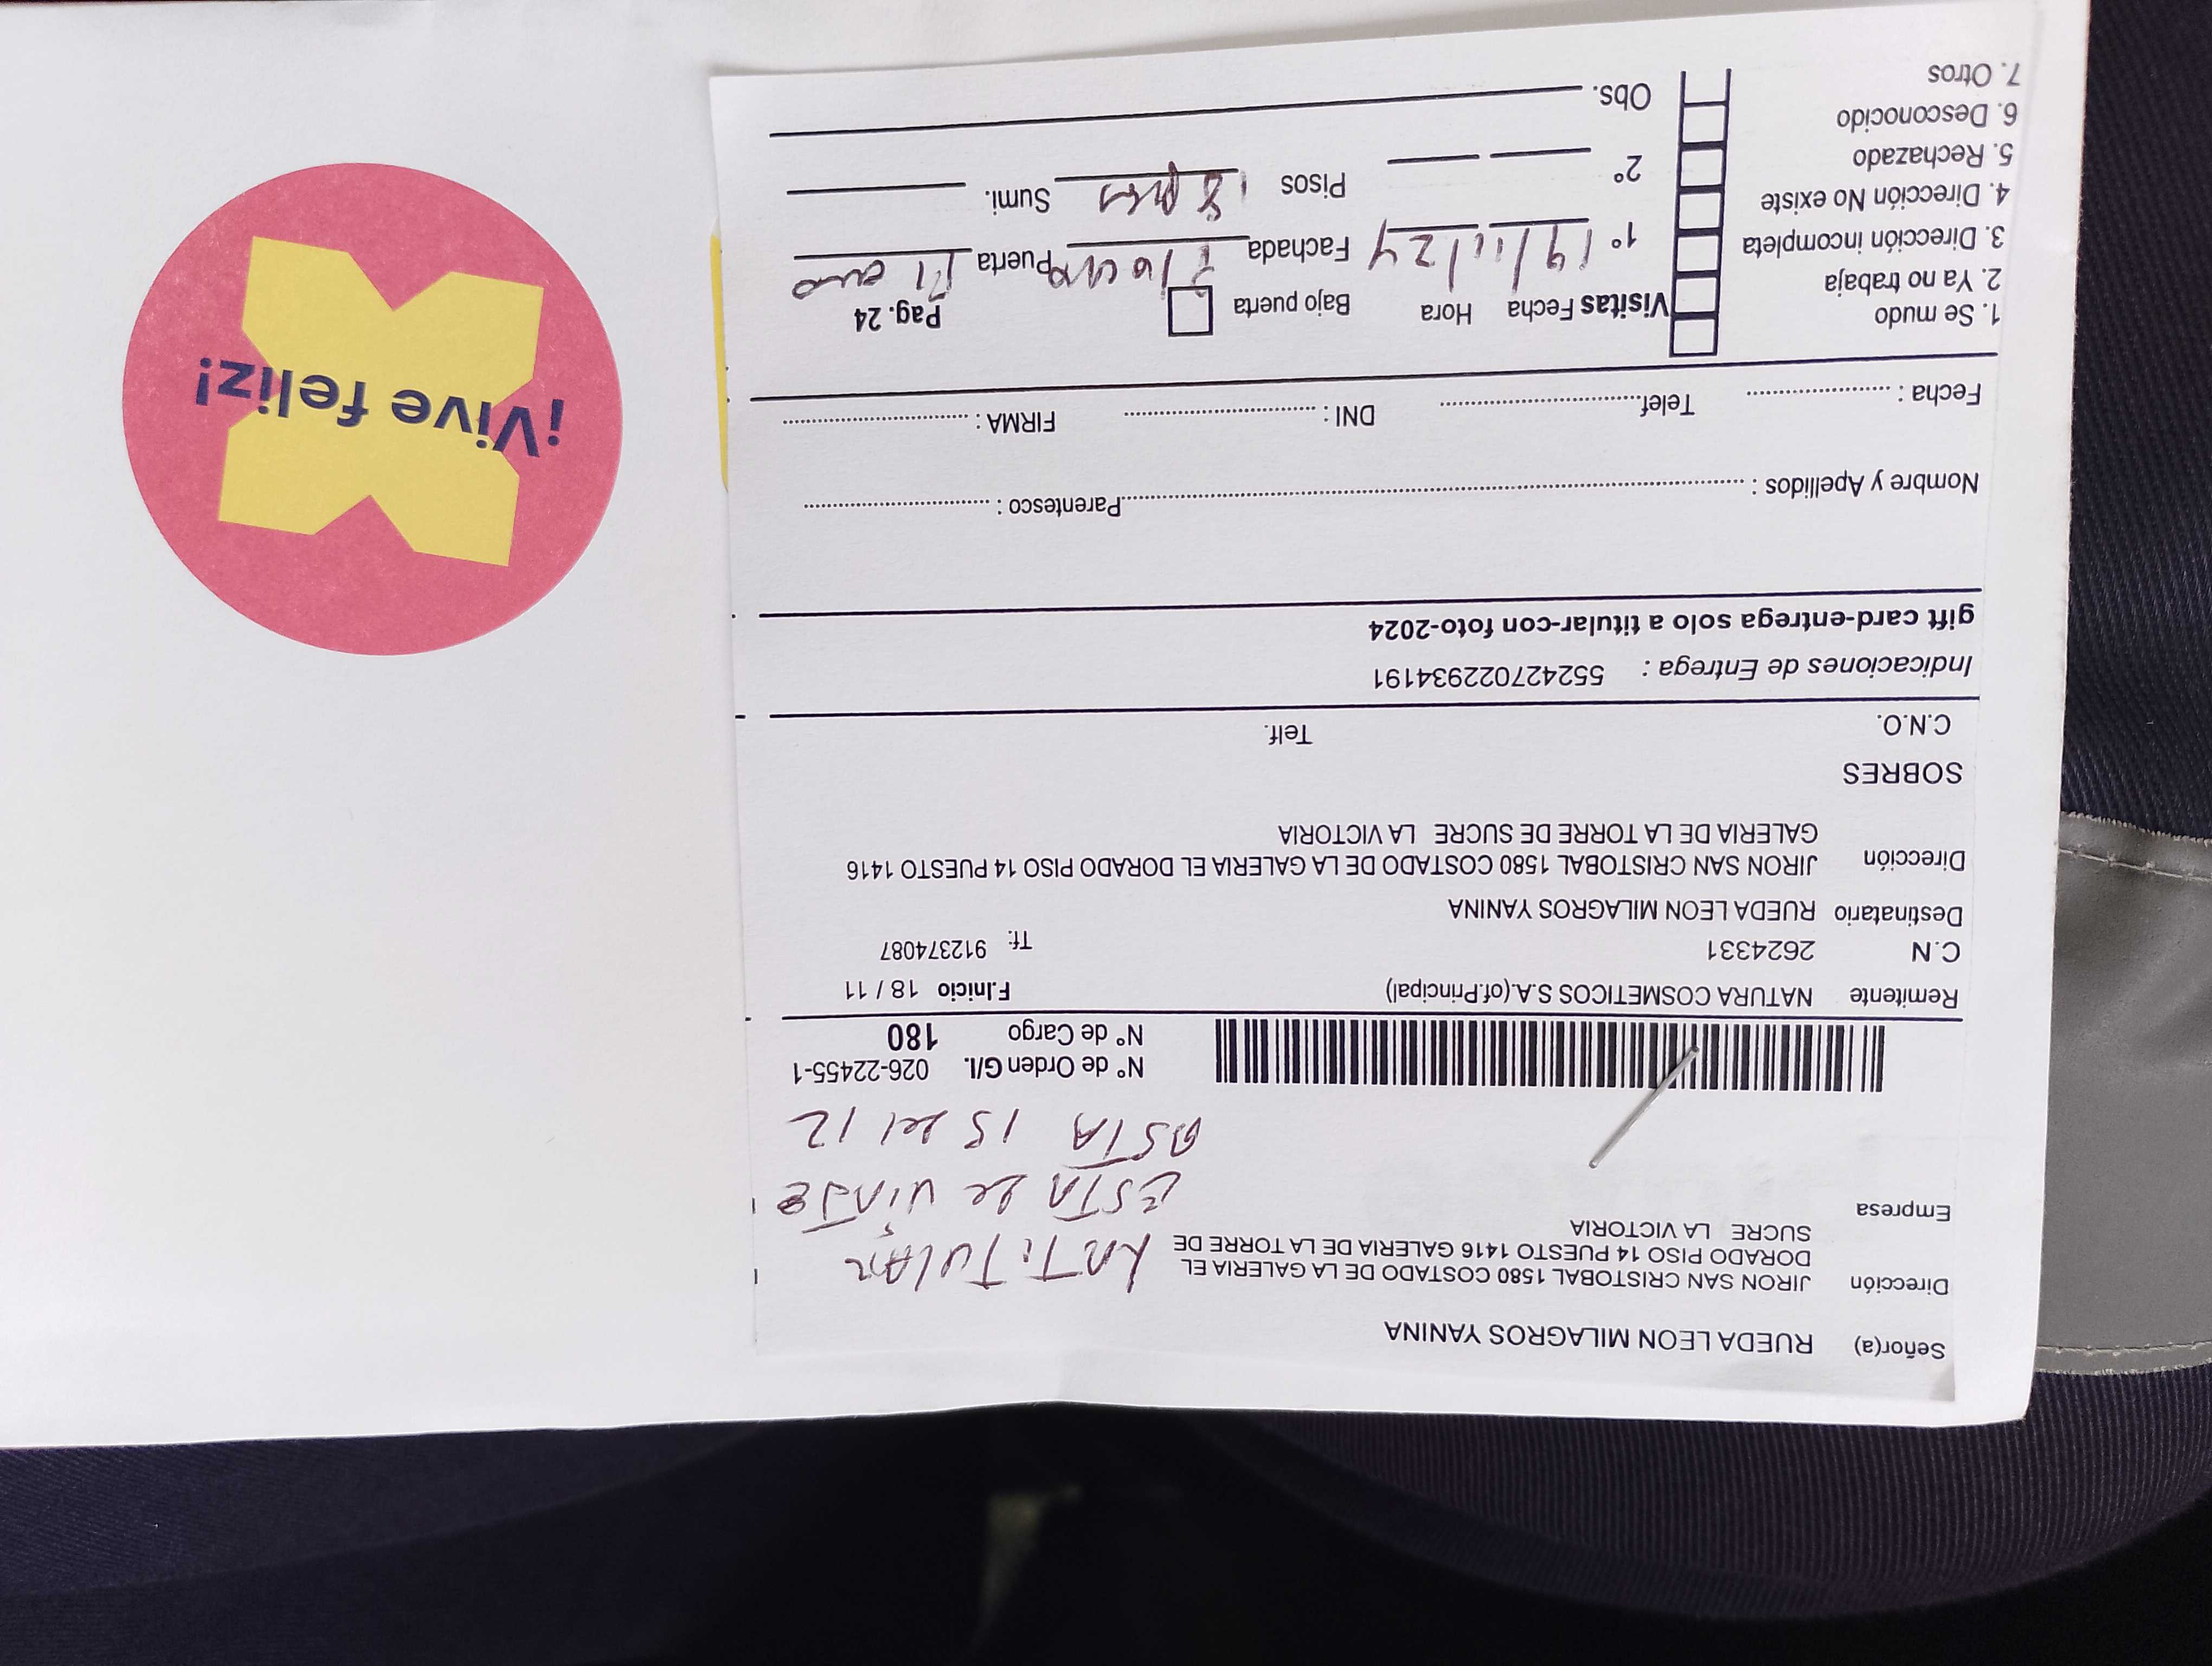 Señor(a) RUEDA LEON MILAGROS YANINA
Dirección JIRON SAN CRISTOBAL 1580 COSTADO DE LA GALERIA EL
DORADO PISO 14 PUESTO 1416 GALERIA DE LA TORRE DE
SUCRE LA VICTORIA
Empresa
LA TiTULAR
ESTA de viAJe
ASTA 15 del 12
N° de Orden G/L. 026-22455-1
N° de Cargo 180
Remitente NATURA COSMETICOS S.A.(of.Principal) F.Inicio 18 / 11
C.N 2624331 Tf: 912374087
Destinatario RUEDA LEON MILAGROS YANINA
Dirección JIRON SAN CRISTOBAL 1580 COSTADO DE LA GALERIA EL DORADO PISO 14 PUESTO 1416
GALERIA DE LA TORRE DE SUCRE LA VICTORIA
SOBRES
C.N.O. Telf.
Indicaciones de Entrega : 552427022934191
gift card-entrega solo a titular-con foto-2024
Nombre y Apellidos : Parentesco :
Fecha : Telef. DNI : FIRMA :
1. Se mudo
2. Ya no trabaja
3. Dirección incompleta
4. Dirección No existe
5. Rechazado
6. Desconocido
7. Otros
Visitas Fecha Hora Bajo puerta Pag. 24
1° 19/11/24 Fachada Puerta
2° Pisos 18 Sumi.
Obs.
¡Vive feliz!